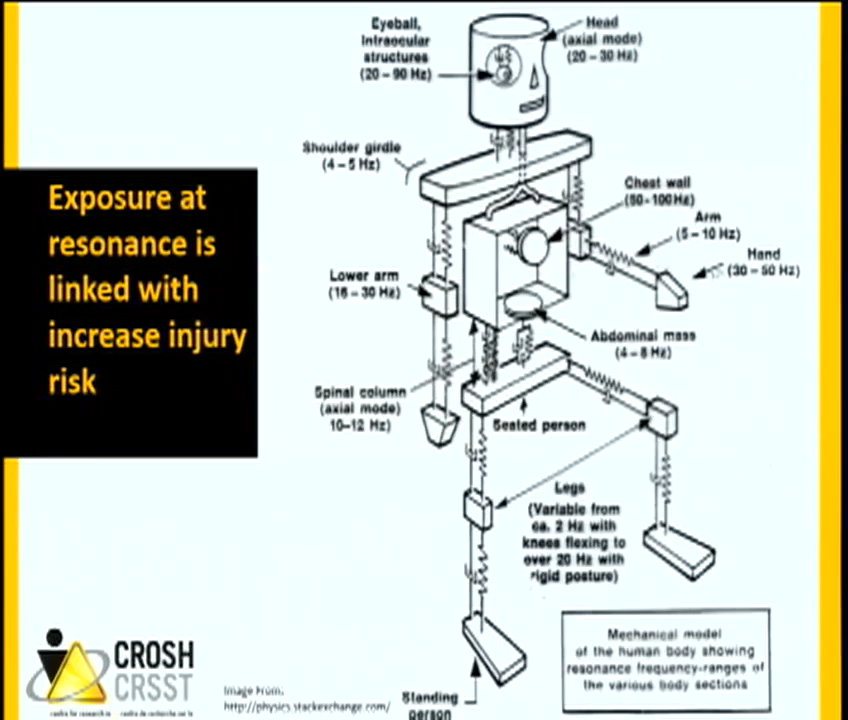 Eyeball,
Intraocular
structures
(20 – 90 Hz)
Head
(axial mode)
(20 – 30 Hz)
Shoulder girdle
(4 – 5 Hz)
Chest wall
(50–100 Hz)
Arm
(5 – 10 Hz)
Hand
(30 – 50 Hz)
Exposure at
resonance is
linked with
increase injury
risk
Lower arm
(16 – 30 Hz)
Abdominal mass
(4 – 8 Hz)
Spinal column
(axial mode)
10–12 Hz)
Seated person
Legs
(Variable from
ca. 2 Hz with
knees flexing to
over 20 Hz with
rigid posture)
Mechanical model
of the human body showing
resonance frequency-ranges of
the various body sections
CROSH
CRSST
Image From:
http://physics.stackexchange.com/
Standing
person